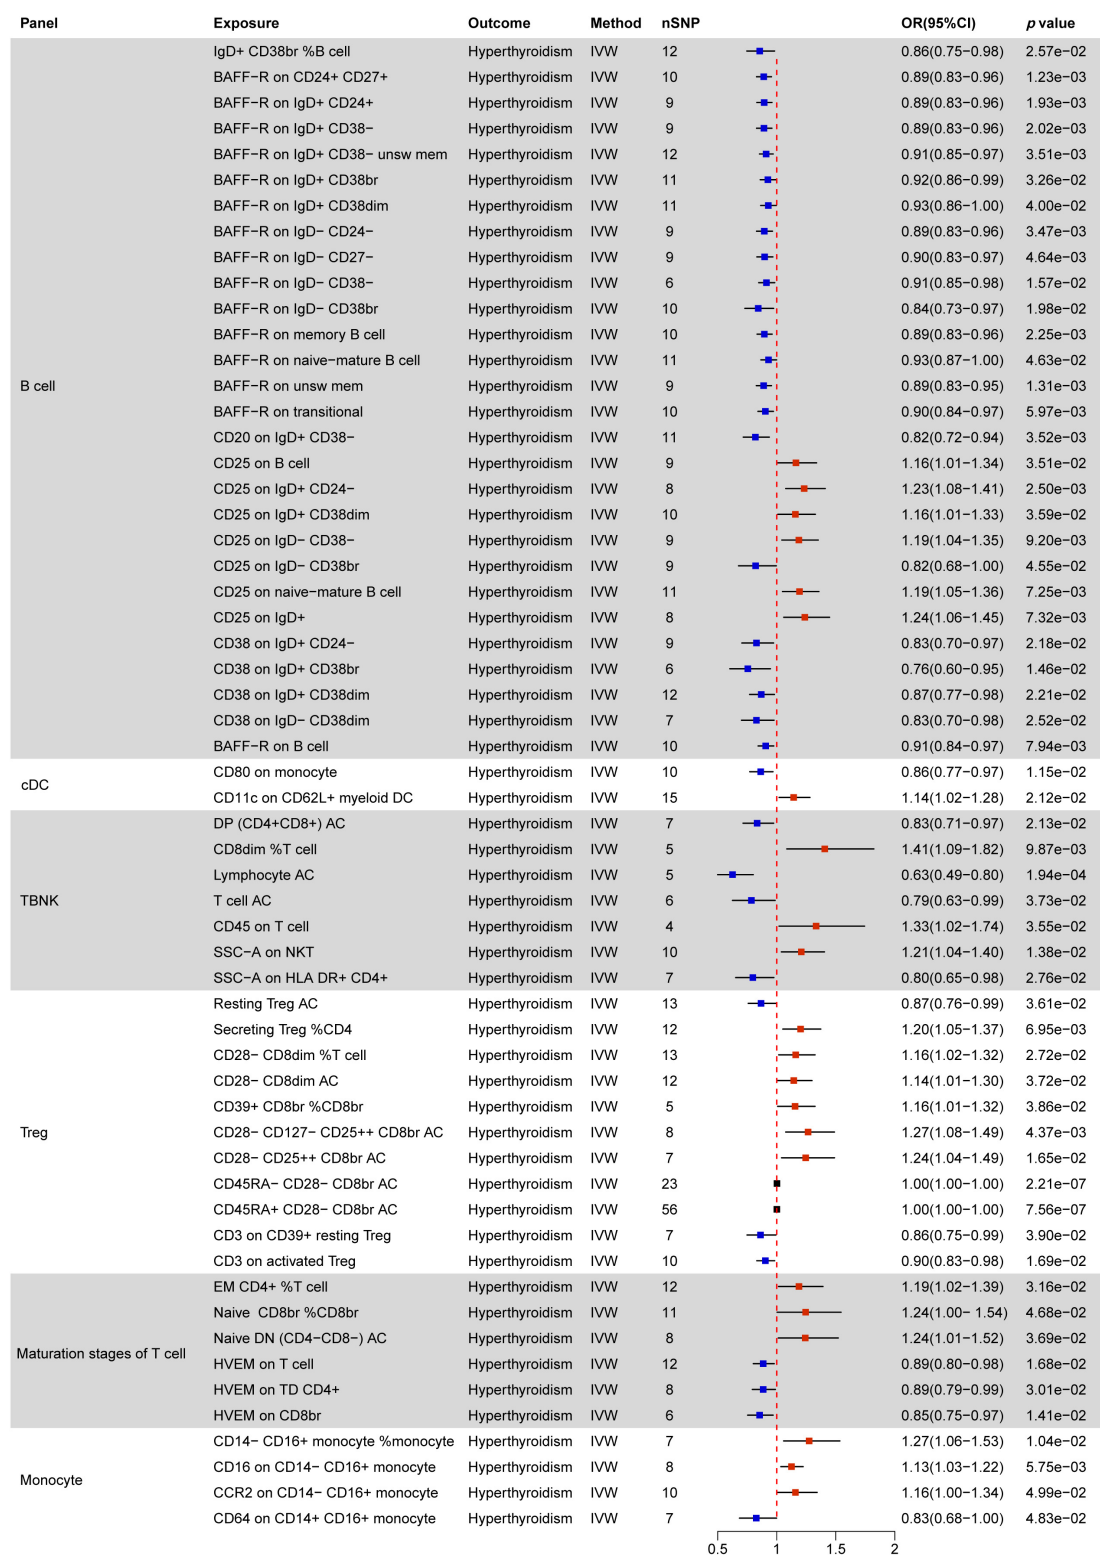 Panel Exposure Outcome Method nSNP OR(95%CI) p value
IgD+ CD38br %B cell Hyperthyroidism IVW 12 0.86(0.75−0.98) 2.57e−02
BAFF−R on CD24+ CD27+ Hyperthyroidism IVW 10 0.89(0.83−0.96) 1.23e−03
BAFF−R on IgD+ CD24+ Hyperthyroidism IVW 9 0.89(0.83−0.96) 1.93e−03
BAFF−R on IgD+ CD38− Hyperthyroidism IVW 9 0.89(0.83−0.96) 2.02e−03
BAFF−R on IgD+ CD38− unsw mem Hyperthyroidism IVW 12 0.91(0.85−0.97) 3.51e−03
BAFF−R on IgD+ CD38br Hyperthyroidism IVW 11 0.92(0.86−0.99) 3.26e−02
BAFF−R on IgD+ CD38dim Hyperthyroidism IVW 11 0.93(0.86−1.00) 4.00e−02
BAFF−R on IgD− CD24− Hyperthyroidism IVW 9 0.89(0.83−0.96) 3.47e−03
BAFF−R on IgD− CD27− Hyperthyroidism IVW 9 0.90(0.83−0.97) 4.64e−03
BAFF−R on IgD− CD38− Hyperthyroidism IVW 6 0.91(0.85−0.98) 1.57e−02
BAFF−R on IgD− CD38br Hyperthyroidism IVW 10 0.84(0.73−0.97) 1.98e−02
BAFF−R on memory B cell Hyperthyroidism IVW 10 0.89(0.83−0.96) 2.25e−03
BAFF−R on naive−mature B cell Hyperthyroidism IVW 11 0.93(0.87−1.00) 4.63e−02
B cell BAFF−R on unsw mem Hyperthyroidism IVW 9 0.89(0.83−0.95) 1.31e−03
BAFF−R on transitional Hyperthyroidism IVW 10 0.90(0.84−0.97) 5.97e−03
CD20 on IgD+ CD38− Hyperthyroidism IVW 11 0.82(0.72−0.94) 3.52e−03
CD25 on B cell Hyperthyroidism IVW 9 1.16(1.01−1.34) 3.51e−02
CD25 on IgD+ CD24− Hyperthyroidism IVW 8 1.23(1.08−1.41) 2.50e−03
CD25 on IgD+ CD38dim Hyperthyroidism IVW 10 1.16(1.01−1.33) 3.59e−02
CD25 on IgD− CD38− Hyperthyroidism IVW 9 1.19(1.04−1.35) 9.20e−03
CD25 on IgD− CD38br Hyperthyroidism IVW 9 0.82(0.68−1.00) 4.55e−02
CD25 on naive−mature B cell Hyperthyroidism IVW 11 1.19(1.05−1.36) 7.25e−03
CD25 on IgD+ Hyperthyroidism IVW 8 1.24(1.06−1.45) 7.32e−03
CD38 on IgD+ CD24− Hyperthyroidism IVW 9 0.83(0.70−0.97) 2.18e−02
CD38 on IgD+ CD38br Hyperthyroidism IVW 6 0.76(0.60−0.95) 1.46e−02
CD38 on IgD+ CD38dim Hyperthyroidism IVW 12 0.87(0.77−0.98) 2.21e−02
CD38 on IgD− CD38dim Hyperthyroidism IVW 7 0.83(0.70−0.98) 2.52e−02
BAFF−R on B cell Hyperthyroidism IVW 10 0.91(0.84−0.97) 7.94e−03
CD80 on monocyte Hyperthyroidism IVW 10 0.86(0.77−0.97) 1.15e−02
cDC
CD11c on CD62L+ myeloid DC Hyperthyroidism IVW 15 1.14(1.02−1.28) 2.12e−02
DP (CD4+CD8+) AC Hyperthyroidism IVW 7 0.83(0.71−0.97) 2.13e−02
CD8dim %T cell Hyperthyroidism IVW 5 1.41(1.09−1.82) 9.87e−03
Lymphocyte AC Hyperthyroidism IVW 5 0.63(0.49−0.80) 1.94e−04
TBNK T cell AC Hyperthyroidism IVW 6 0.79(0.63−0.99) 3.73e−02
CD45 on T cell Hyperthyroidism IVW 4 1.33(1.02−1.74) 3.55e−02
SSC−A on NKT Hyperthyroidism IVW 10 1.21(1.04−1.40) 1.38e−02
SSC−A on HLA DR+ CD4+ Hyperthyroidism IVW 7 0.80(0.65−0.98) 2.76e−02
Resting Treg AC Hyperthyroidism IVW 13 0.87(0.76−0.99) 3.61e−02
Secreting Treg %CD4 Hyperthyroidism IVW 12 1.20(1.05−1.37) 6.95e−03
CD28− CD8dim %T cell Hyperthyroidism IVW 13 1.16(1.02−1.32) 2.72e−02
CD28− CD8dim AC Hyperthyroidism IVW 12 1.14(1.01−1.30) 3.72e−02
CD39+ CD8br %CD8br Hyperthyroidism IVW 5 1.16(1.01−1.32) 3.86e−02
Treg CD28− CD127− CD25++ CD8br AC Hyperthyroidism IVW 8 1.27(1.08−1.49) 4.37e−03
CD28− CD25++ CD8br AC Hyperthyroidism IVW 7 1.24(1.04−1.49) 1.65e−02
CD45RA− CD28− CD8br AC Hyperthyroidism IVW 23 1.00(1.00−1.00) 2.21e−07
CD45RA+ CD28− CD8br AC Hyperthyroidism IVW 56 1.00(1.00−1.00) 7.56e−07
CD3 on CD39+ resting Treg Hyperthyroidism IVW 7 0.86(0.75−0.99) 3.90e−02
CD3 on activated Treg Hyperthyroidism IVW 10 0.90(0.83−0.98) 1.69e−02
EM CD4+ %T cell Hyperthyroidism IVW 12 1.19(1.02−1.39) 3.16e−02
Naive CD8br %CD8br Hyperthyroidism IVW 11 1.24(1.00− 1.54) 4.68e−02
Naive DN (CD4−CD8−) AC Hyperthyroidism IVW 8 1.24(1.01−1.52) 3.69e−02
Maturation stages of T cell
HVEM on T cell Hyperthyroidism IVW 12 0.89(0.80−0.98) 1.68e−02
HVEM on TD CD4+ Hyperthyroidism IVW 8 0.89(0.79−0.99) 3.01e−02
HVEM on CD8br Hyperthyroidism IVW 6 0.85(0.75−0.97) 1.41e−02
CD14− CD16+ monocyte %monocyte Hyperthyroidism IVW 7 1.27(1.06−1.53) 1.04e−02
CD16 on CD14− CD16+ monocyte Hyperthyroidism IVW 8 1.13(1.03−1.22) 5.75e−03
Monocyte
CCR2 on CD14− CD16+ monocyte Hyperthyroidism IVW 10 1.16(1.00−1.34) 4.99e−02
CD64 on CD14+ CD16+ monocyte Hyperthyroidism IVW 7 0.83(0.68−1.00) 4.83e−02
0.5 1 1.5 2